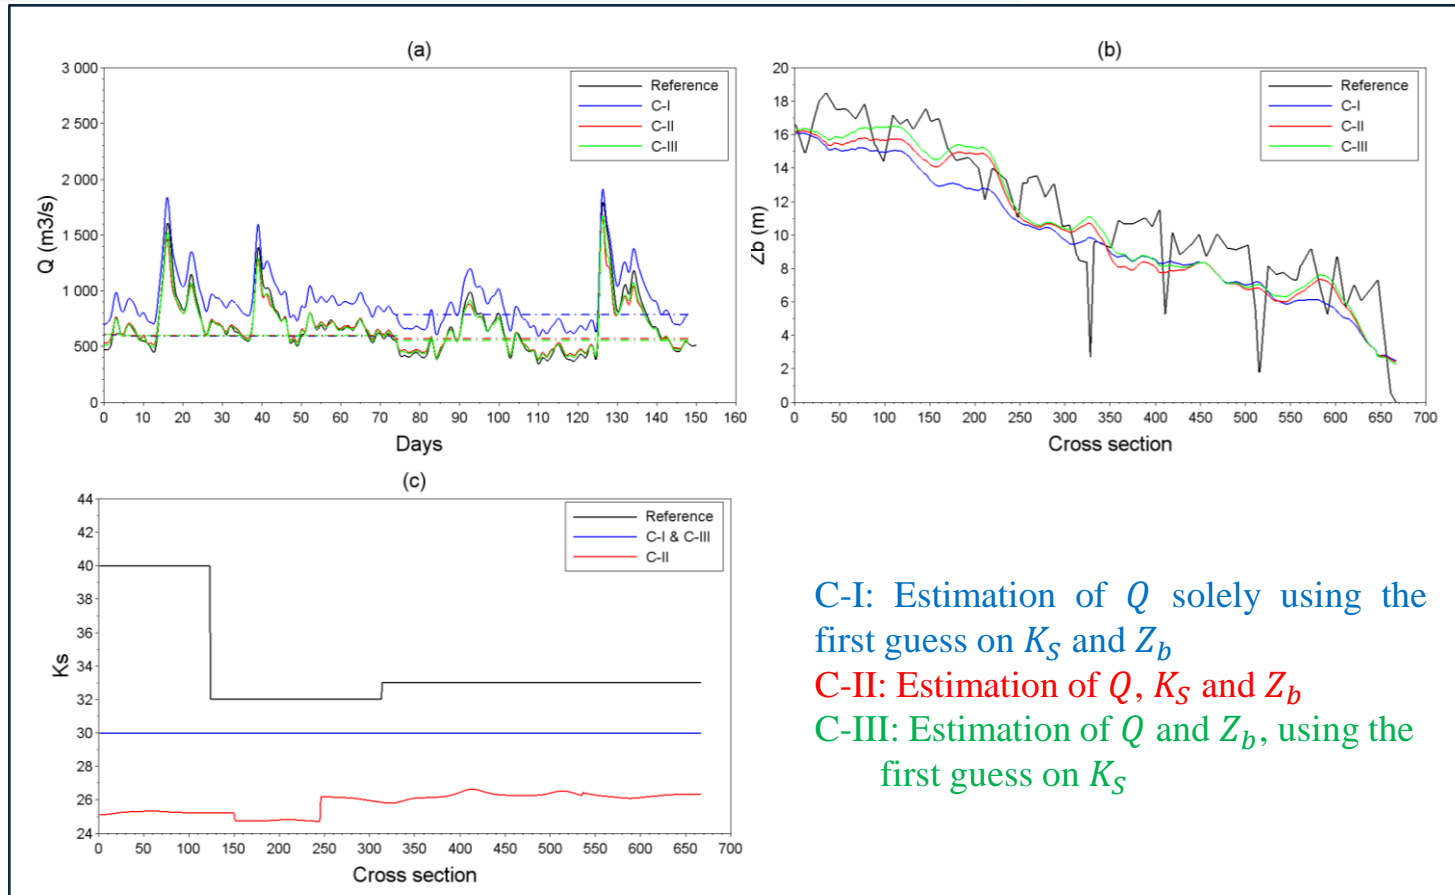 (a)
3 000
2 500
2 000
1 500
1 000
500
0
Q (m3/s)
0 10 20 30 40 50 60 70 80 90 100 110 120 130 140 150 160
Days
Reference
C-I
C-II
C-III
(b)
20
18
16
14
12
10
8
6
4
2
0
Zb (m)
0 50 100 150 200 250 300 350 400 450 500 550 600 650 700
Cross section
Reference
C-I
C-II
C-III
(c)
44
42
40
38
36
34
32
30
28
26
24
Ks
0 50 100 150 200 250 300 350 400 450 500 550 600 650 700
Cross section
Reference
C-I & C-III
C-II
C-I: Estimation of Q solely using the
first guess on K_S and Z_b
C-II: Estimation of Q, K_S and Z_b
C-III: Estimation of Q and Z_b, using the
first guess on K_S